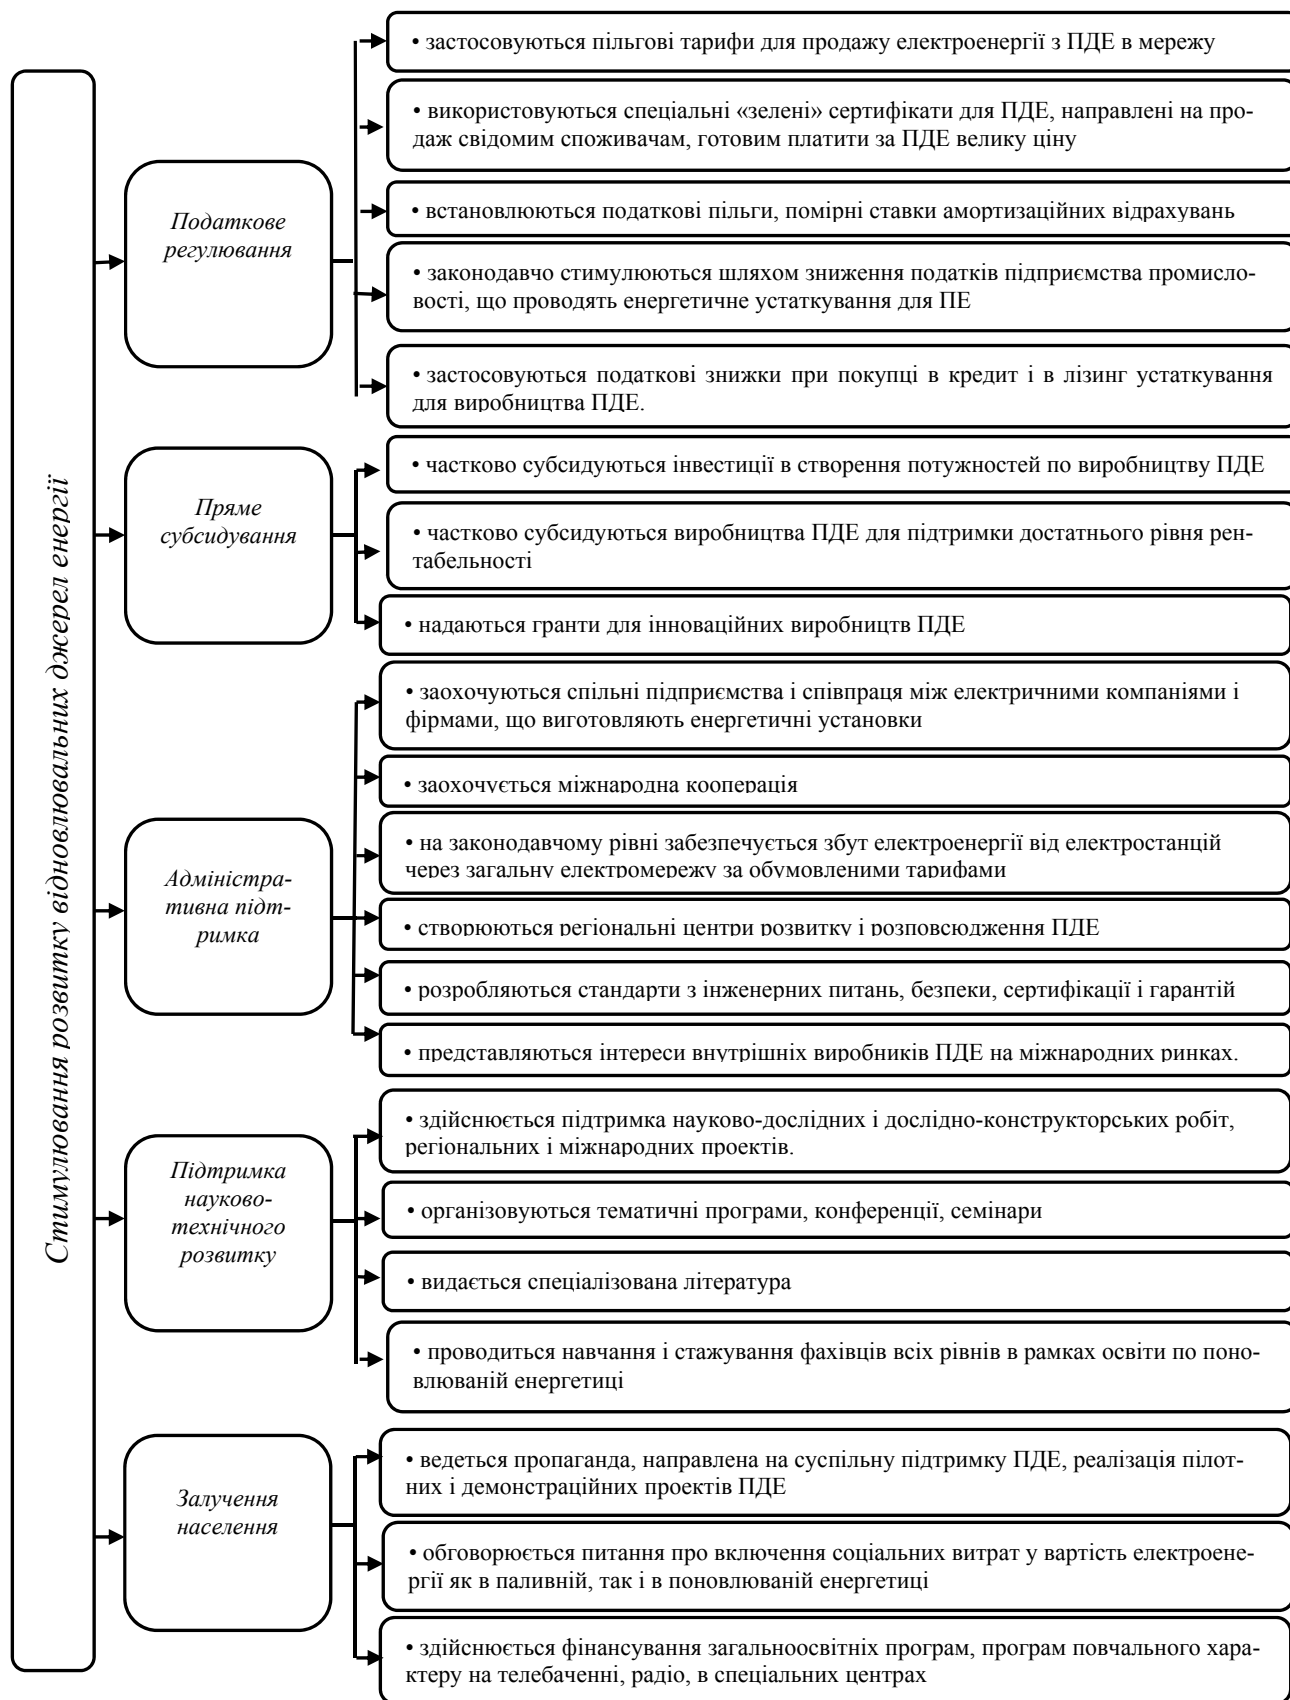 Стимулювання розвитку відновлювальних джерел енергії
Податкове
регулювання
• застосовуються пільгові тарифи для продажу електроенергії з ПДЕ в мережу
• використовуються спеціальні «зелені» сертифікати для ПДЕ, направлені на про-
даж свідомим споживачам, готовим платити за ПДЕ велику ціну
• встановлюються податкові пільги, помірні ставки амортизаційних відрахувань
• законодавчо стимулюються шляхом зниження податків підприємства промисло-
вості, що проводять енергетичне устаткування для ПЕ
• застосовуються податкові знижки при покупці в кредит і в лізинг устаткування
для виробництва ПДЕ.
Пряме
субсидування
• частково субсидуються інвестиції в створення потужностей по виробництву ПДЕ
• частково субсидуються виробництва ПДЕ для підтримки достатнього рівня рен-
табельності
• надаються гранти для інноваційних виробництв ПДЕ
Адміністра-
тивна підт-
римка
• заохочуються спільні підприємства і співпраця між електричними компаніями і
фірмами, що виготовляють енергетичні установки
• заохочується міжнародна кооперація
• на законодавчому рівні забезпечується збут електроенергії від електростанцій
через загальну електромережу за обумовленими тарифами
• створюються регіональні центри розвитку і розповсюдження ПДЕ
• розробляються стандарти з інженерних питань, безпеки, сертифікації і гарантій
• представляються інтереси внутрішніх виробників ПДЕ на міжнародних ринках.
Підтримка
науково-
технічного
розвитку
• здійснюється підтримка науково-дослідних і дослідно-конструкторських робіт,
регіональних і міжнародних проектів.
• організовуються тематичні програми, конференції, семінари
• видається спеціалізована література
• проводиться навчання і стажування фахівців всіх рівнів в рамках освіти по поно-
влюваній енергетиці
Залучення
населення
• ведеться пропаганда, направлена на суспільну підтримку ПДЕ, реалізація пілот-
них і демонстраційних проектів ПДЕ
• обговорюється питання про включення соціальних витрат у вартість електроене-
ргії як в паливній, так і в поновлюваній енергетиці
• здійснюється фінансування загальноосвітніх програм, програм повчального хара-
ктеру на телебаченні, радіо, в спеціальних центрах